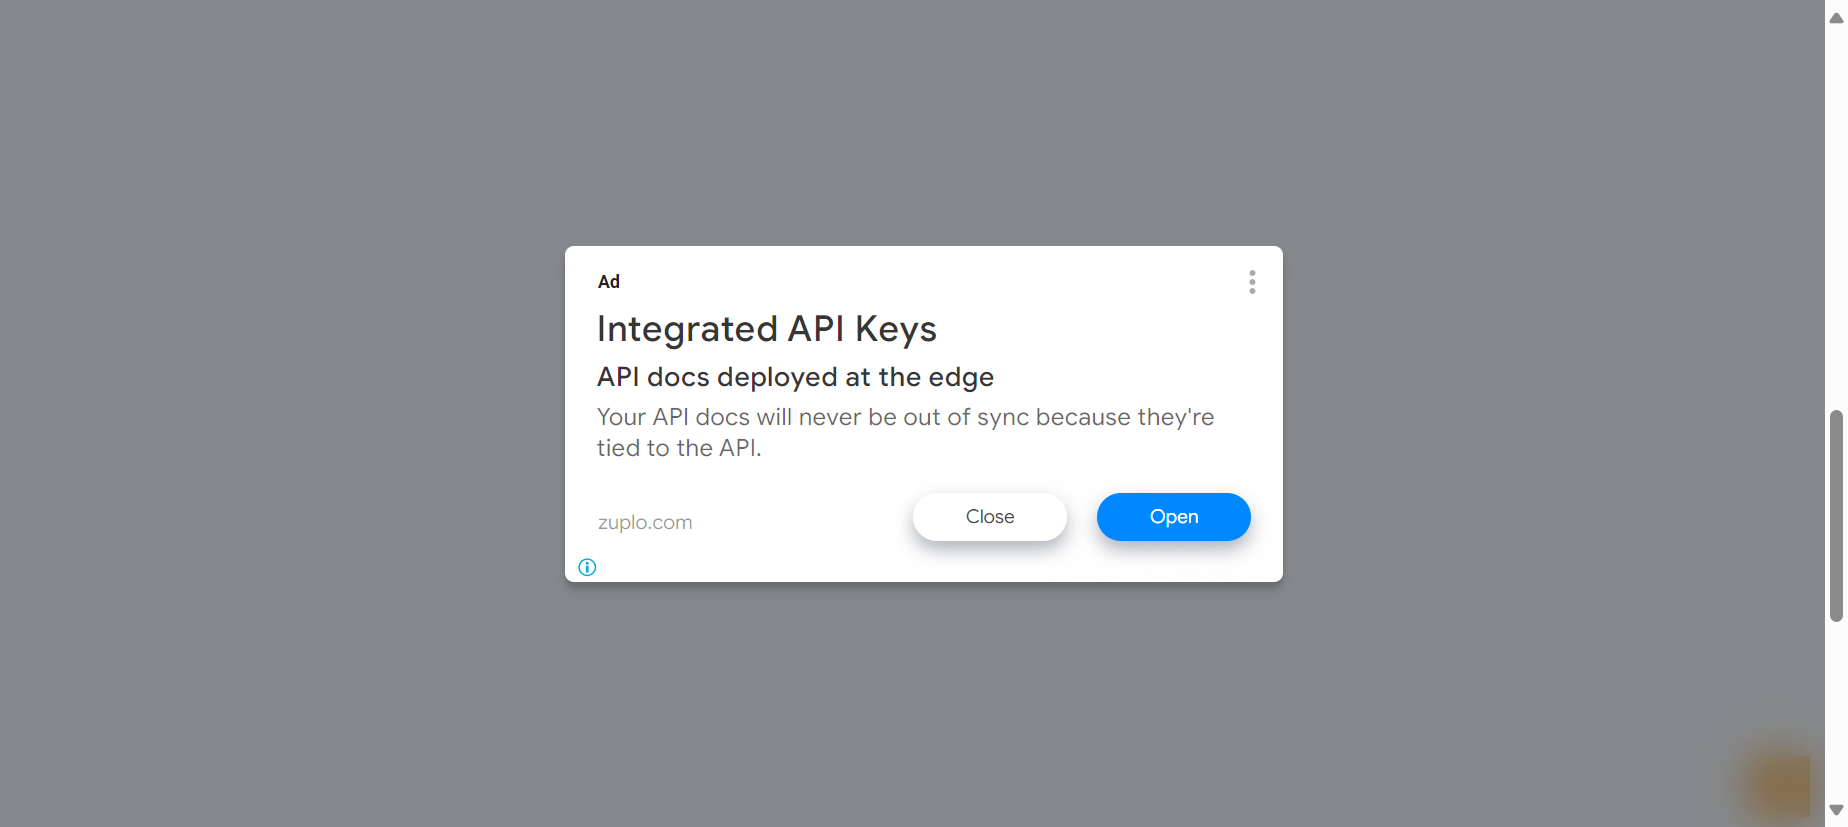 Ad
Integrated API Keys
API docs deployed at the edge
Your API docs will never be out of sync because they're
tied to the API.
zuplo.com
Close
Open